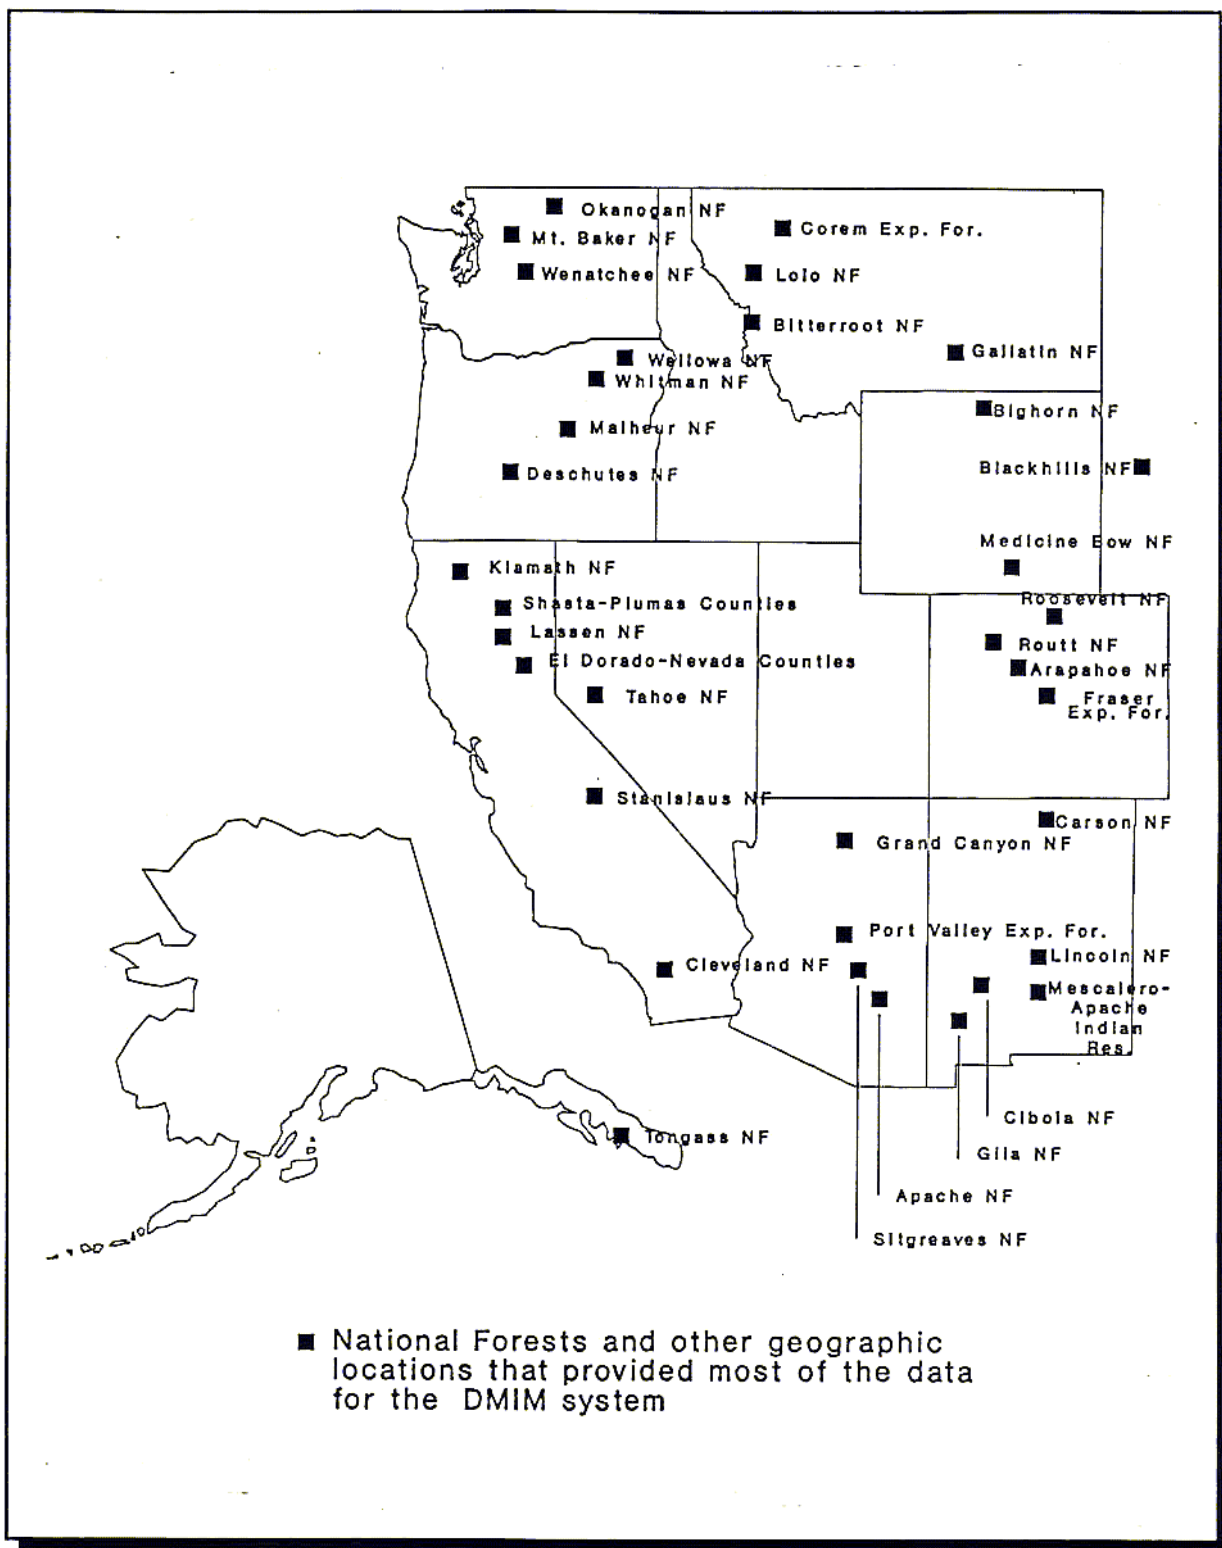 Okanogan NF
Mt. Baker NF
Corem Exp. For.
Wenatchee NF
Lolo NF
Bitterroot NF
Wallowa NF
Gallatin NF
Whitman NF
Bighorn NF
Malheur NF
Blackhills NF
Deschutes NF
Medicine Bow NF
Klamath NF
Roosevelt NF
Shasta-Plumas Counties
Lassen NF
Routt NF
El Dorado-Nevada Counties
Arapahoe NF
Tahoe NF
Fraser
Exp. For.
Stanislaus NF
Carson NF
Grand Canyon NF
Port Valley Exp. For.
Lincoln NF
Cleveland NF
Mescalero-
Apache
Indian
Res.
Cibola NF
Tongass NF
Gila NF
Apache NF
Sitgreaves NF
National Forests and other geographic
locations that provided most of the data
for the DMIM system